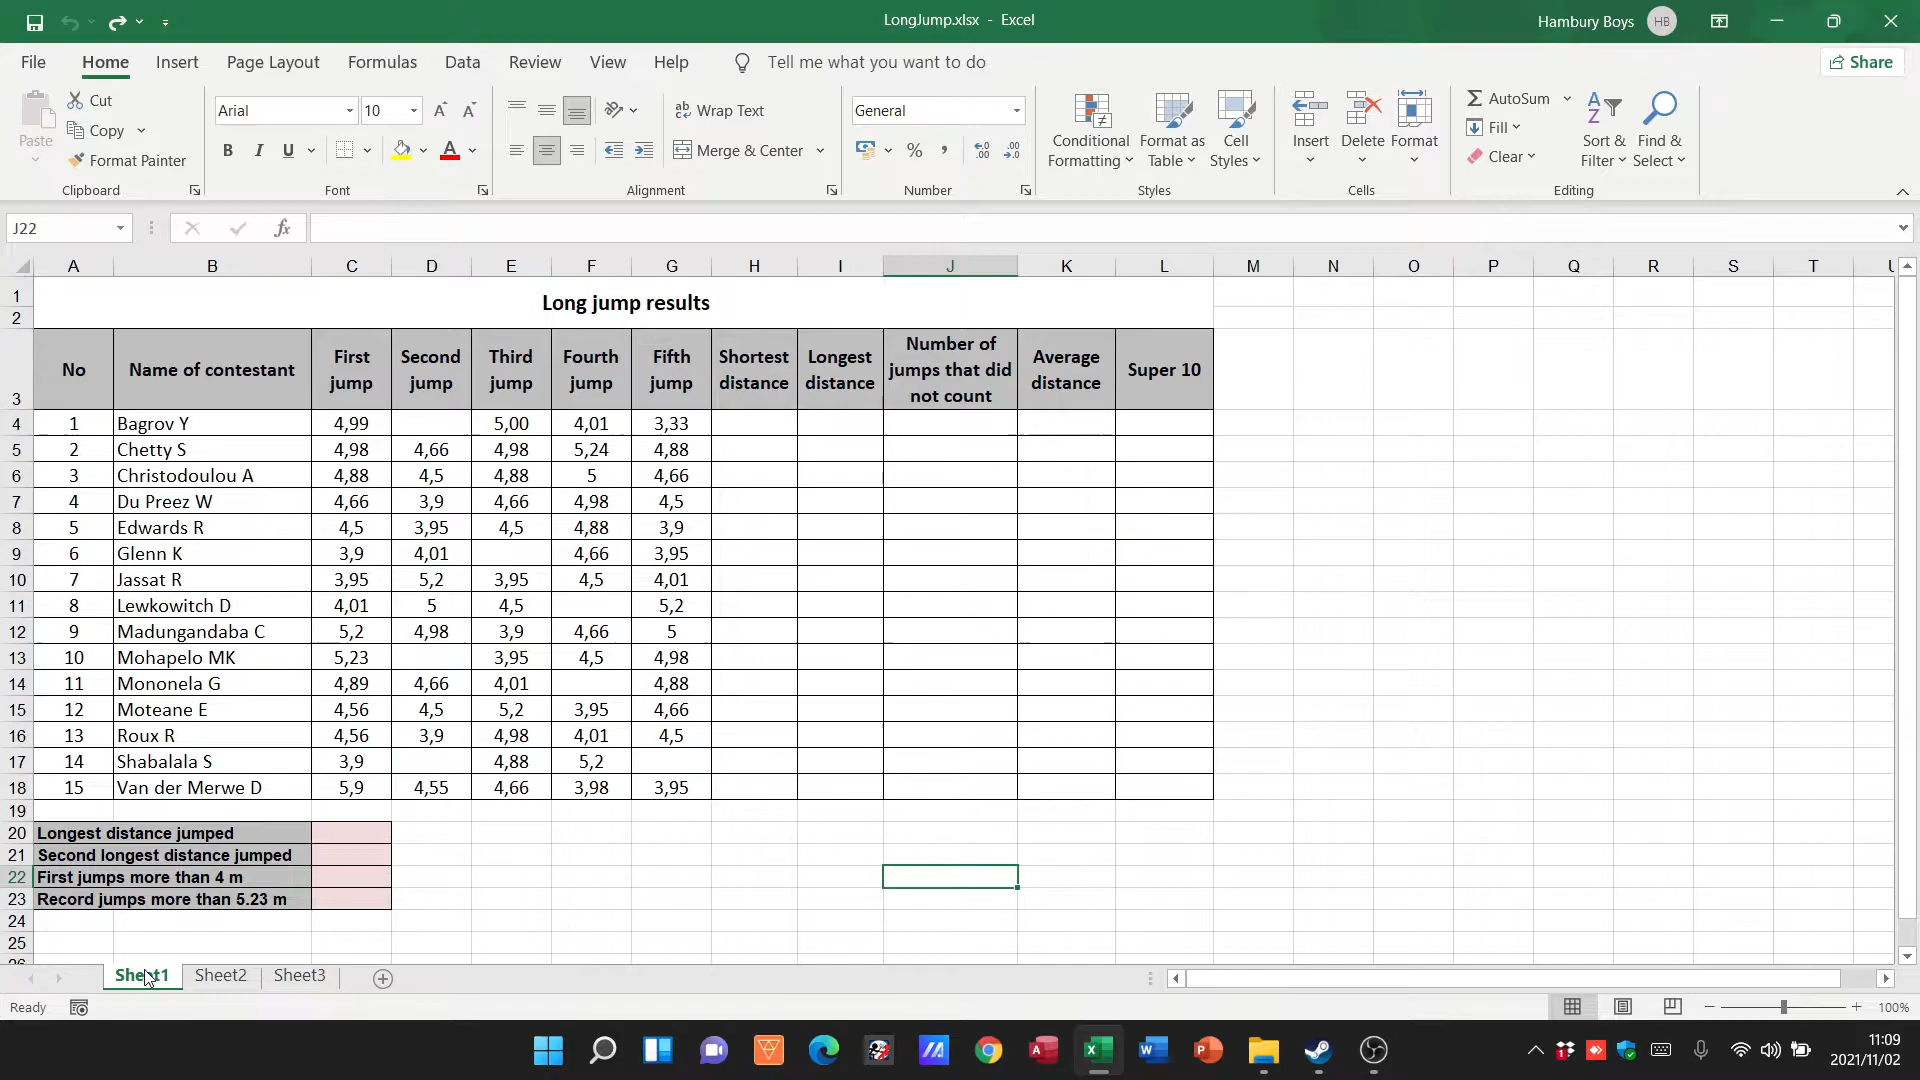 LongJump.xlsx - Excel
Hambury Boys HB
File Home Insert Page Layout Formulas Data Review View Help Tell me what you want to do Share
Paste
Cut
Copy
Format Painter
Clipboard
Arial 10
B I U
Font
Wrap Text
Merge & Center
Alignment
General
Number
Conditional Formatting
Format as Table
Cell Styles
Styles
Insert Delete Format
Cells
AutoSum
Fill
Clear
Sort & Filter
Find & Select
Editing
J22 fx
A B C D E F G H I J K L M N O P Q R S T
1
2
Long jump results
3 No Name of contestant First jump Second jump Third jump Fourth jump Fifth jump Shortest distance Longest distance Number of jumps that did not count Average distance Super 10
4 1 Bagrov Y 4,99 5,00 4,01 3,33
5 2 Chetty S 4,98 4,66 4,98 5,24 4,88
6 3 Christodoulou A 4,88 4,5 4,88 5 4,66
7 4 Du Preez W 4,66 3,9 4,66 4,98 4,5
8 5 Edwards R 4,5 3,95 4,5 4,88 3,9
9 6 Glenn K 3,9 4,01 4,66 3,95
10 7 Jassat R 3,95 5,2 3,95 4,5 4,01
11 8 Lewkowitch D 4,01 5 4,5 5,2
12 9 Madungandaba C 5,2 4,98 3,9 4,66 5
13 10 Mohapelo MK 5,23 3,95 4,5 4,98
14 11 Mononela G 4,89 4,66 4,01 4,88
15 12 Moteane E 4,56 4,5 5,2 3,95 4,66
16 13 Roux R 4,56 3,9 4,98 4,01 4,5
17 14 Shabalala S 3,9 4,88 5,2
18 15 Van der Merwe D 5,9 4,55 4,66 3,98 3,95
19
20 Longest distance jumped
21 Second longest distance jumped
22 First jumps more than 4 m
23 Record jumps more than 5.23 m
24
25
26
Sheet1 Sheet2 Sheet3
Ready 100%
11:09
2021/11/02